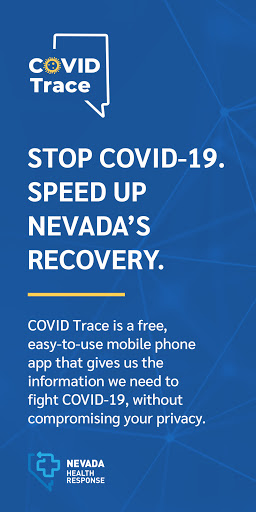 COVID
Trace
STOP COVID-19.
SPEED UP
NEVADA'S
RECOVERY.
COVID Trace is a free,
easy-to-use mobile phone
app that gives us the
information we need to
fight COVID-19, without
compromising your privacy.
NEVADA
HEALTH
RESPONSE